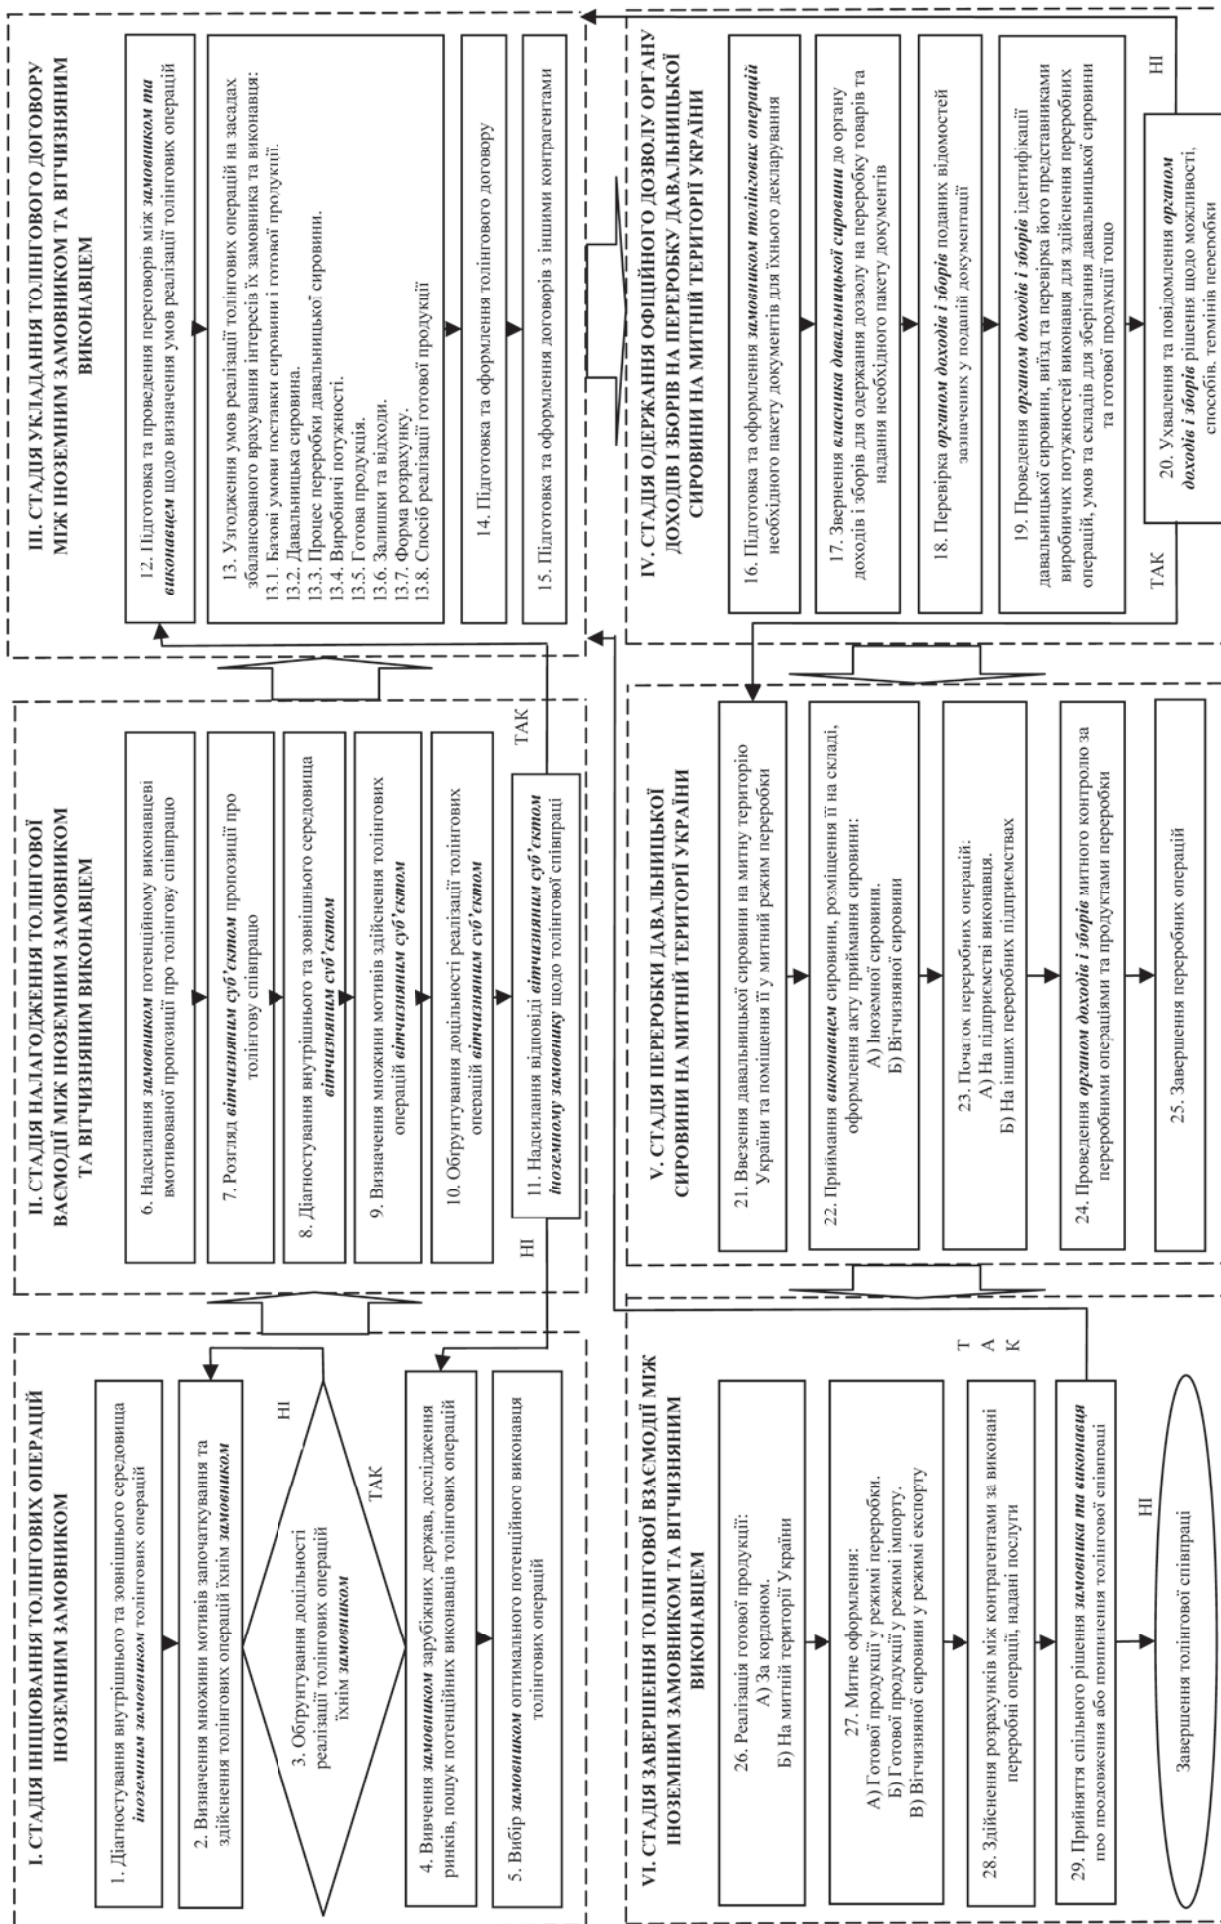 І. СТАДІЯ ІНІЦІЮВАННЯ ТОЛІНГОВИХ ОПЕРАЦІЙ
ІНОЗЕМНИМ ЗАМОВНИКОМ
1. Діагностування внутрішнього та зовнішнього середовища
іноземним замовником толінгових операцій
2. Визначення множини мотивів започаткування та
здійснення толінгових операцій їхнім замовником
НІ
3. Обґрунтування доцільності
реалізації толінгових операцій
їхнім замовником
ТАК
4. Вивчення замовником зарубіжних держав, дослідження
ринків, пошук потенційних виконавців толінгових операцій
5. Вибір замовником оптимального потенційного виконавця
толінгових операцій
ІІ. СТАДІЯ НАЛАГОДЖЕННЯ ТОЛІНГОВОЇ
ВАЄМОДІЇ МІЖ ІНОЗЕМНИМ ЗАМОВНИКОМ
ТА ВІТЧИЗНЯНИМ ВИКОНАВЦЕМ
6. Надсилання замовником потенційному виконавцеві
вмотивованої пропозиції про толінгову співпрацю
7. Розгляд вітчизняним суб’єктом пропозиції про
толінгову співпрацю
8. Діагностування внутрішнього та зовнішнього середовища
вітчизняним суб’єктом
9. Визначення множини мотивів здійснення толінгових
операцій вітчизняним суб’єктом
10. Обґрунтування доцільності реалізації толінгових
операцій вітчизняним суб’єктом
НІ
ТАК
11. Надсилання відповіді вітчизняним суб’єктом
іноземному замовнику щодо толінгової співпраці
ІІІ. СТАДІЯ УКЛАДАННЯ ТОЛІНГОВОГО ДОГОВОРУ
МІЖ ІНОЗЕМНИМ ЗАМОВНИКОМ ТА ВІТЧИЗНЯНИМ
ВИКОНАВЦЕМ
12. Підготовка та проведення переговорів між замовником та
виконавцем щодо визначення умов реалізації толінгових операцій
13. Узгодження умов реалізації толінгових операцій на засадах
збалансованого врахування інтересів їх замовника та виконавця:
13.1. Базові умови поставки сировини і готової продукції.
13.2. Давальницька сировина.
13.3. Процес переробки давальницької сировини.
13.4. Виробничі потужності.
13.5. Готова продукція.
13.6. Залишки та відходи.
13.7. Форма розрахунку.
13.8. Спосіб реалізації готової продукції
14. Підготовка та оформлення толінгового договору
15. Підготовка та оформлення договорів з іншими контрагентами
IV. СТАДІЯ ОДЕРЖАННЯ ОФІЦІЙНОГО ДОЗВОЛУ ОРГАНУ
ДОХОДІВ І ЗБОРІВ НА ПЕРЕРОБКУ ДАВАЛЬНИЦЬКОЇ
СИРОВИНИ НА МИТНІЙ ТЕРИТОРІЇ УКРАЇНИ
16. Підготовка та оформлення замовником толінгових операцій
необхідного пакету документів для їхнього декларування
17. Звернення власника давальницької сировини до органу
доходів і зборів для одержання дозволу на переробку товарів та
надання необхідного пакету документів
18. Перевірка органом доходів і зборів поданих відомостей
зазначених у поданій документації
19. Проведення органом доходів і зборів ідентифікації
давальницької сировини, виїзд та перевірка його представниками
виробничих потужностей виконавця для здійснення переробних
операцій, умов та складів для зберігання давальницької сировини
та готової продукції тощо
ТАК
НІ
20. Ухвалення та повідомлення органом
доходів і зборів рішення щодо можливості,
способів, термінів переробки
V. СТАДІЯ ПЕРЕРОБКИ ДАВАЛЬНИЦЬКОЇ
СИРОВИНИ НА МИТНІЙ ТЕРИТОРІЇ УКРАЇНИ
21. Ввезення давальницької сировини на митну територію
України та поміщення її у митний режим переробки
22. Приймання виконавцем сировини, розміщення її на складі,
оформлення акту приймання сировини:
А) Іноземної сировини.
Б) Вітчизняної сировини
23. Початок переробних операцій:
А) На підприємстві виконавця.
Б) На інших переробних підприємствах
24. Проведення органом доходів і зборів митного контролю за
переробними операціями та продуктами переробки
25. Завершення переробних операцій
VI. СТАДІЯ ЗАВЕРШЕННЯ ТОЛІНГОВОЇ ВЗАЄМОДІЇ МІЖ
ІНОЗЕМНИМ ЗАМОВНИКОМ ТА ВІТЧИЗНЯНИМ
ВИКОНАВЦЕМ
26. Реалізація готової продукції:
А) За кордоном.
Б) На митній території України
27. Митне оформлення:
А) Готової продукції у режимі переробки.
Б) Готової продукції у режимі імпорту.
В) Вітчизняної сировини у режимі експорту
28. Здійснення розрахунків між контрагентами за виконані
переробні операції, надані послуги
Т
А
К
29. Прийняття спільного рішення замовника та виконавця
про продовження або припинення толінгової співпраці
НІ
Завершення толінгової співпраці